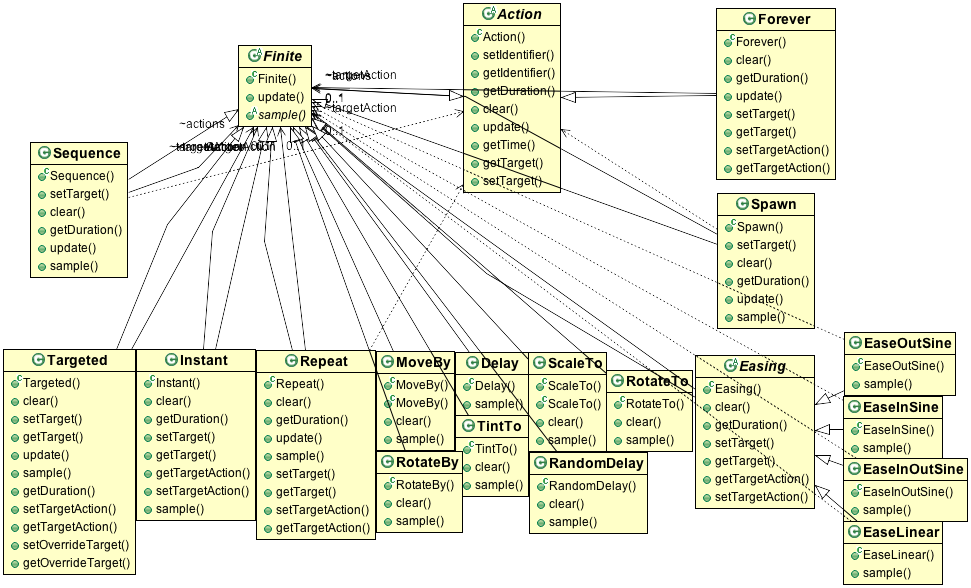 Action
Action()
setIdentifier()
getIdentifier()
getDuration()
clear()
update()
getTime()
getTarget()
setTarget()
Forever
Forever()
clear()
getDuration()
update()
setTarget()
getTarget()
setTargetAction()
getTargetAction()
Finite
Finite()
update()
sample()
~targetAction
0..1
~targetAction
~actions
Sequence
Sequence()
setTarget()
clear()
getDuration()
update()
sample()
Spawn
Spawn()
setTarget()
clear()
getDuration()
update()
sample()
Targeted
Targeted()
clear()
setTarget()
getTarget()
update()
sample()
getDuration()
setTargetAction()
getTargetAction()
setOverrideTarget()
getOverrideTarget()
Instant
Instant()
clear()
getDuration()
setTarget()
getTarget()
getTargetAction()
setTargetAction()
sample()
Repeat
Repeat()
clear()
getDuration()
update()
sample()
setTarget()
getTarget()
setTargetAction()
getTargetAction()
MoveBy
MoveBy()
MoveBy()
clear()
sample()
RotateBy
RotateBy()
clear()
sample()
Delay
Delay()
sample()
TintTo
TintTo()
clear()
sample()
ScaleTo
ScaleTo()
ScaleTo()
clear()
sample()
RandomDelay
RandomDelay()
clear()
sample()
RotateTo
RotateTo()
clear()
sample()
Easing
Easing()
clear()
getDuration()
setTarget()
getTarget()
getTargetAction()
setTargetAction()
EaseOutSine
EaseOutSine()
sample()
EaseInSine
EaseInSine()
sample()
EaseInOutSine
EaseInOutSine()
sample()
EaseLinear
EaseLinear()
sample()